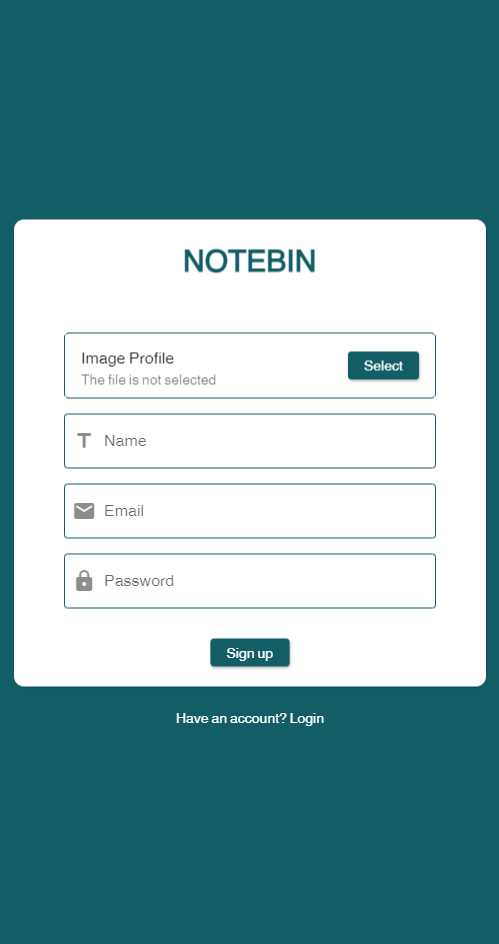 NOTEBIN
Image Profile
The file is not selected
Select
Name
Email
Password
Sign up
Have an account? Login